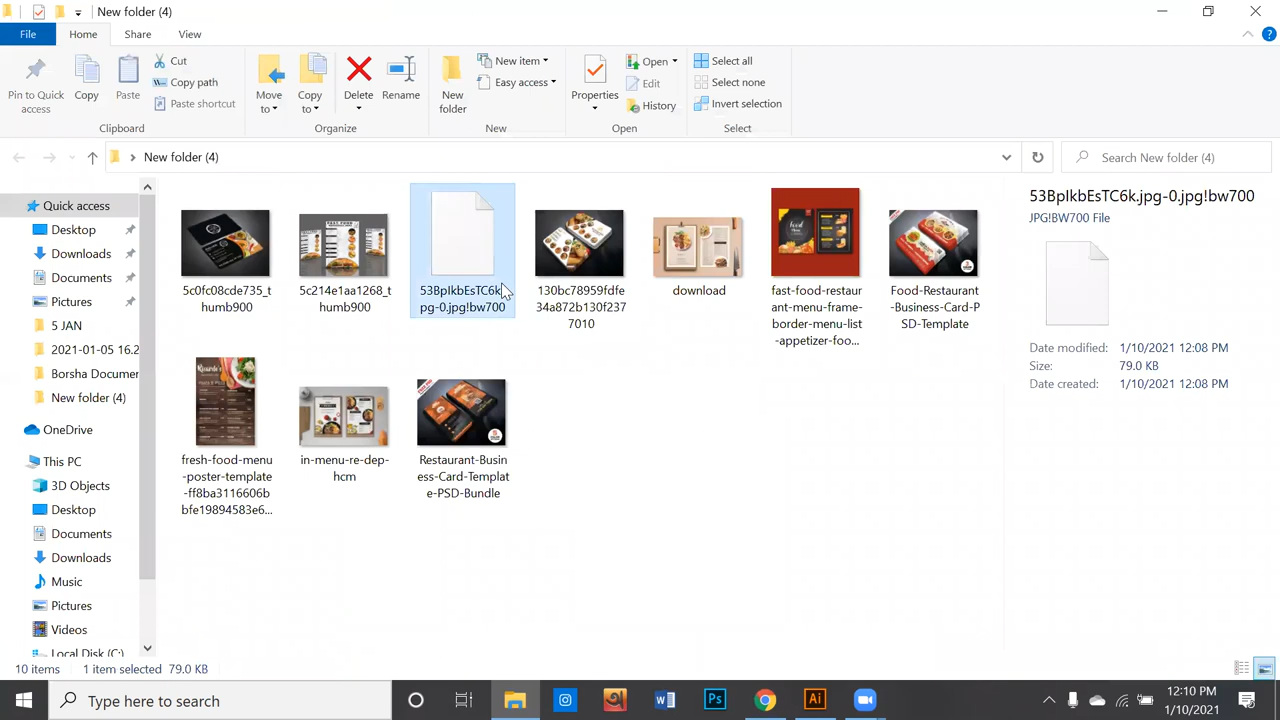 New folder (4)
File
Home
Share
View
Pin to Quick access
Copy
Paste
Cut
Copy path
Paste shortcut
Clipboard
Move to
Copy to
Delete
Rename
Organize
New folder
New item
Easy access
New
Properties
Open
Edit
History
Open
Select all
Select none
Invert selection
Select
New folder (4)
Search New folder (4)
Quick access
Desktop
Downloads
Documents
Pictures
5 JAN
2021-01-05 16.2
Borsha Documen
New folder (4)
OneDrive
This PC
3D Objects
Desktop
Documents
Downloads
Music
Pictures
Videos
Local Disk (C:)
5c0fc08cde735_t
humb900
5c214e1aa1268_t
humb900
53BpIkbEsTC6k.j
pg-0.jpg!bw700
130bc78959fdfe
34a872b130f237
7010
download
fast-food-restaur
ant-menu-frame-
border-menu-list
-appetizer-foo...
Food-Restaurant
-Business-Card-P
SD-Template
fresh-food-menu
-poster-template
-ff8ba3116606b
bfe19894583e6...
in-menu-re-dep-
hcm
Restaurant-Busin
ess-Card-Templat
e-PSD-Bundle
53BpIkbEsTC6k.jpg-0.jpg!bw700
JPG!BW700 File
Date modified: 1/10/2021 12:08 PM
Size: 79.0 KB
Date created: 1/10/2021 12:08 PM
10 items
1 item selected 79.0 KB
Type here to search
W
Ps
Ai
12:10 PM
1/10/2021